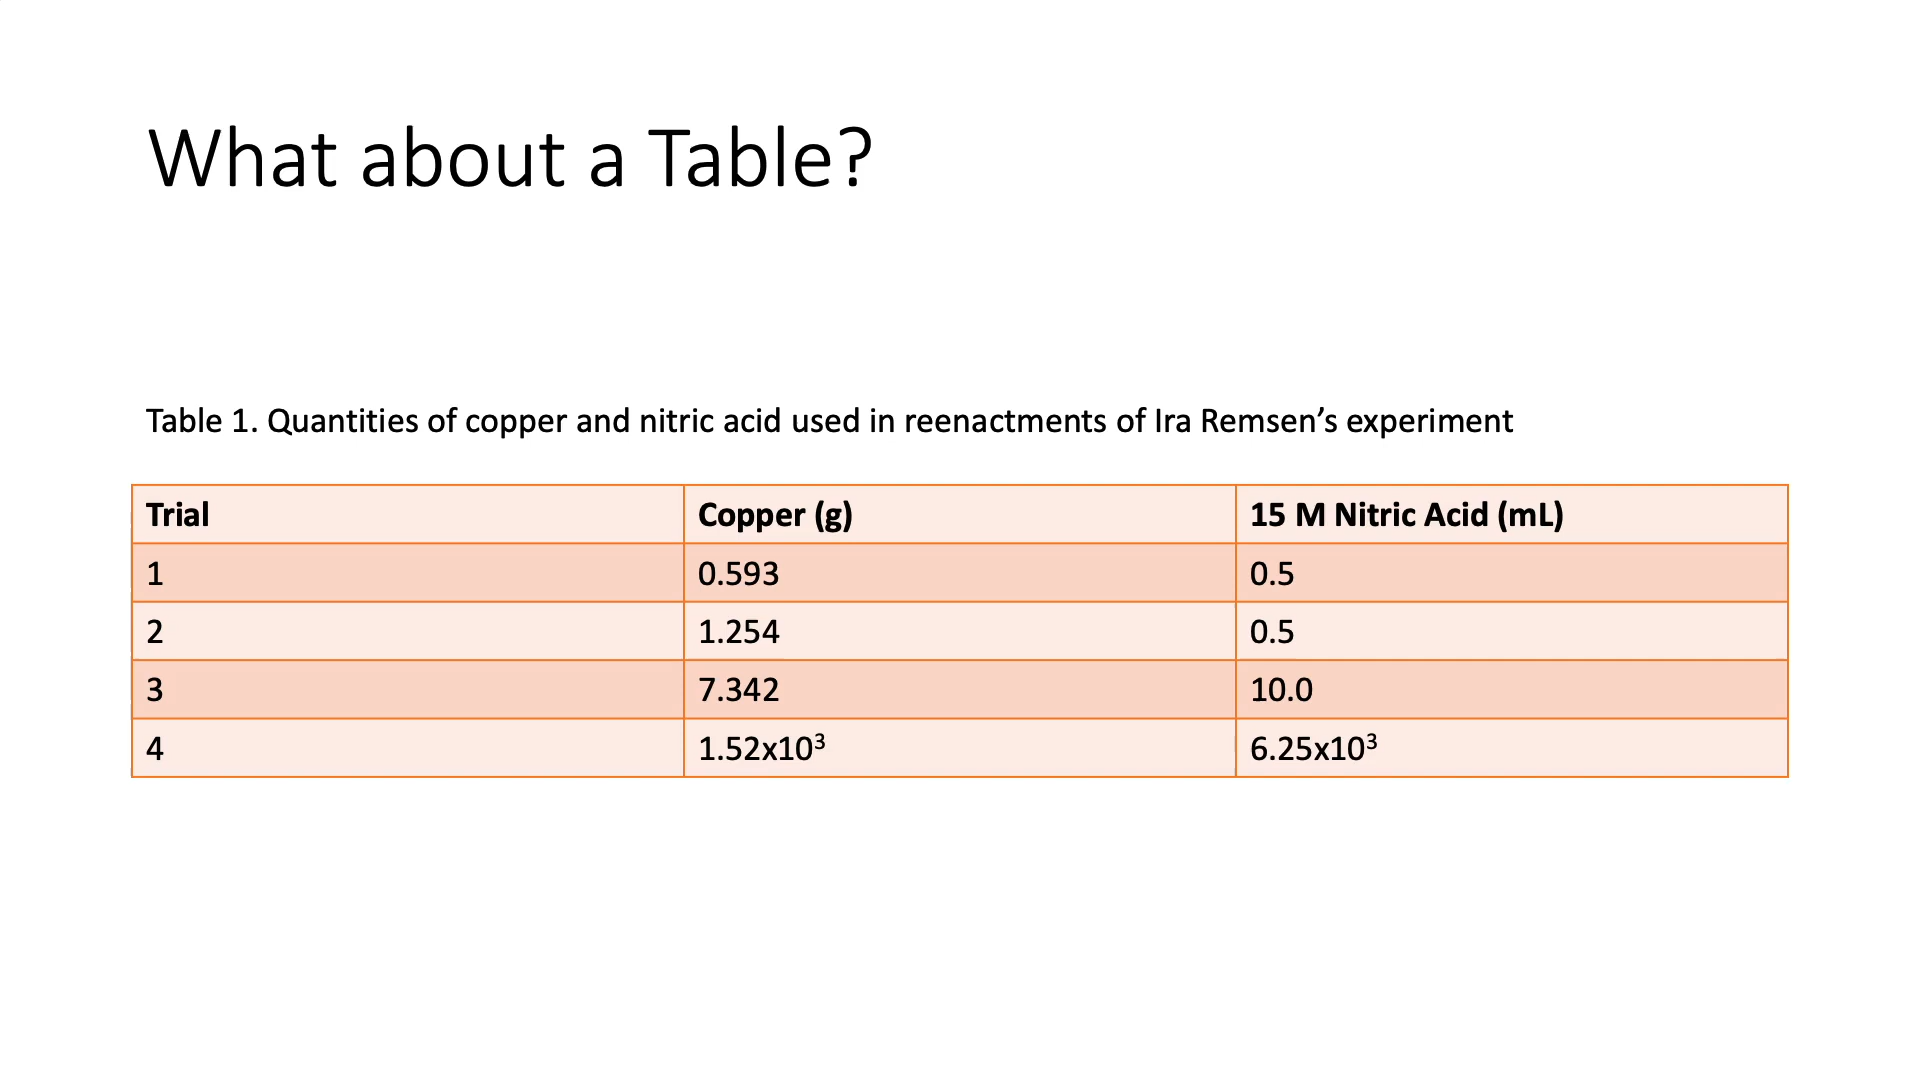 What about a Table?
Table 1. Quantities of copper and nitric acid used in reenactments of Ira Remsen’s experiment
Trial Copper (g) 15 M Nitric Acid (mL)
1 0.593 0.5
2 1.254 0.5
3 7.342 10.0
4 1.52x10³ 6.25x10³